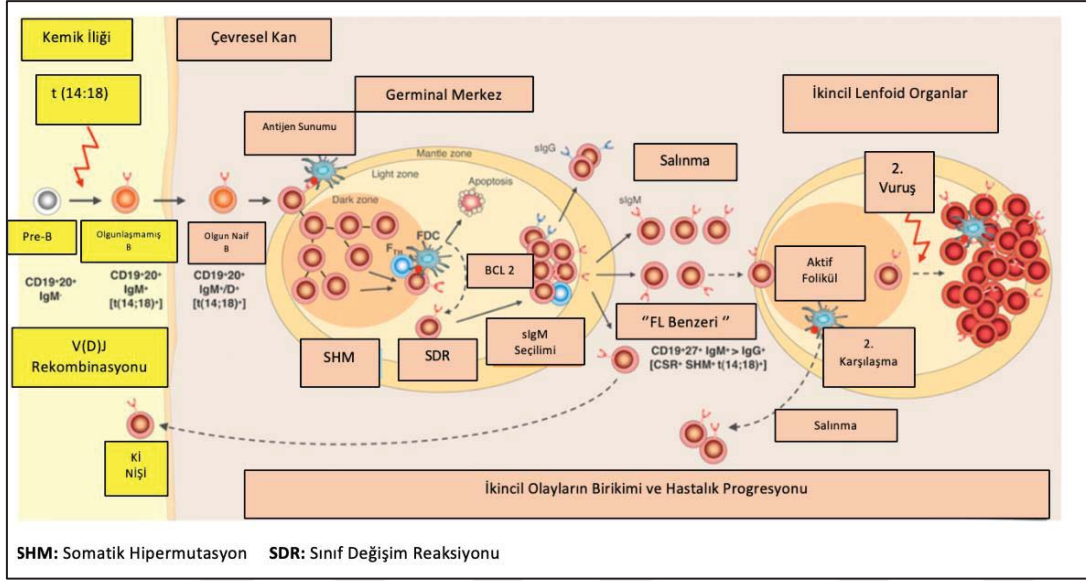 Kemik İliği
Çevresel Kan
t (14:18)
Germinal Merkez
İkincil Lenfoid Organlar
Antijen Sunumu
Mantle zone
Light zone
Dark zone
Apoptosis
FDC
FTH
sIgG
Salınma
sIgM
2.
Vuruş
Pre-B
Olgunlaşmamış
B
Olgun Naif
B
BCL 2
Aktif
Folikül
CD19+20+
IgM-
CD19+20+
IgM+
[t(14;18)+]
CD19+20+
IgM+/D+
[t(14;18)+]
V(D)J
Rekombinasyonu
SHM
SDR
sIgM
Seçilimi
‘’FL Benzeri ‘’
CD19+27+ IgM+> IgG+
[CSR+ SHM+ t(14;18)+]
2.
Karşılaşma
Salınma
Kİ
NİŞİ
İkincil Olayların Birikimi ve Hastalık Progresyonu
SHM: Somatik Hipermutasyon SDR: Sınıf Değişim Reaksiyonu